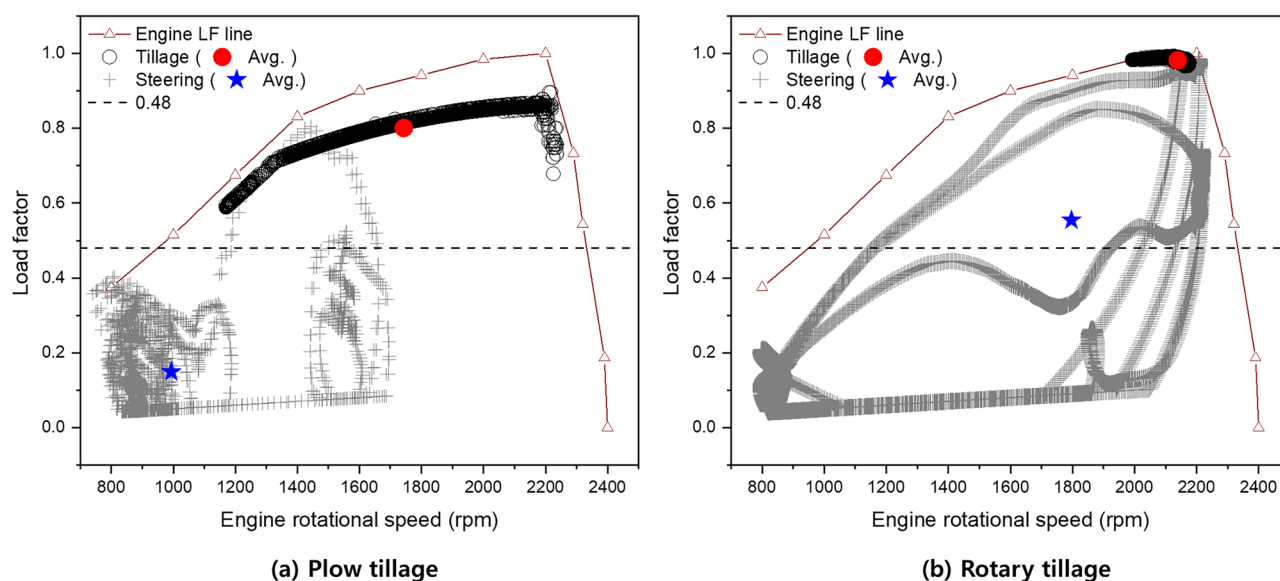 Engine LF line
Tillage ( Avg. )
Steering ( Avg.)
0.48
1.0
0.8
0.6
0.4
0.2
0.0
Load factor
800 1000 1200 1400 1600 1800 2000 2200 2400
Engine rotational speed (rpm)
(a) Plow tillage
Engine LF line
Tillage ( Avg. )
Steering ( Avg.)
0.48
1.0
0.8
0.6
0.4
0.2
0.0
Load factor
800 1000 1200 1400 1600 1800 2000 2200 2400
Engine rotational speed (rpm)
(b) Rotary tillage